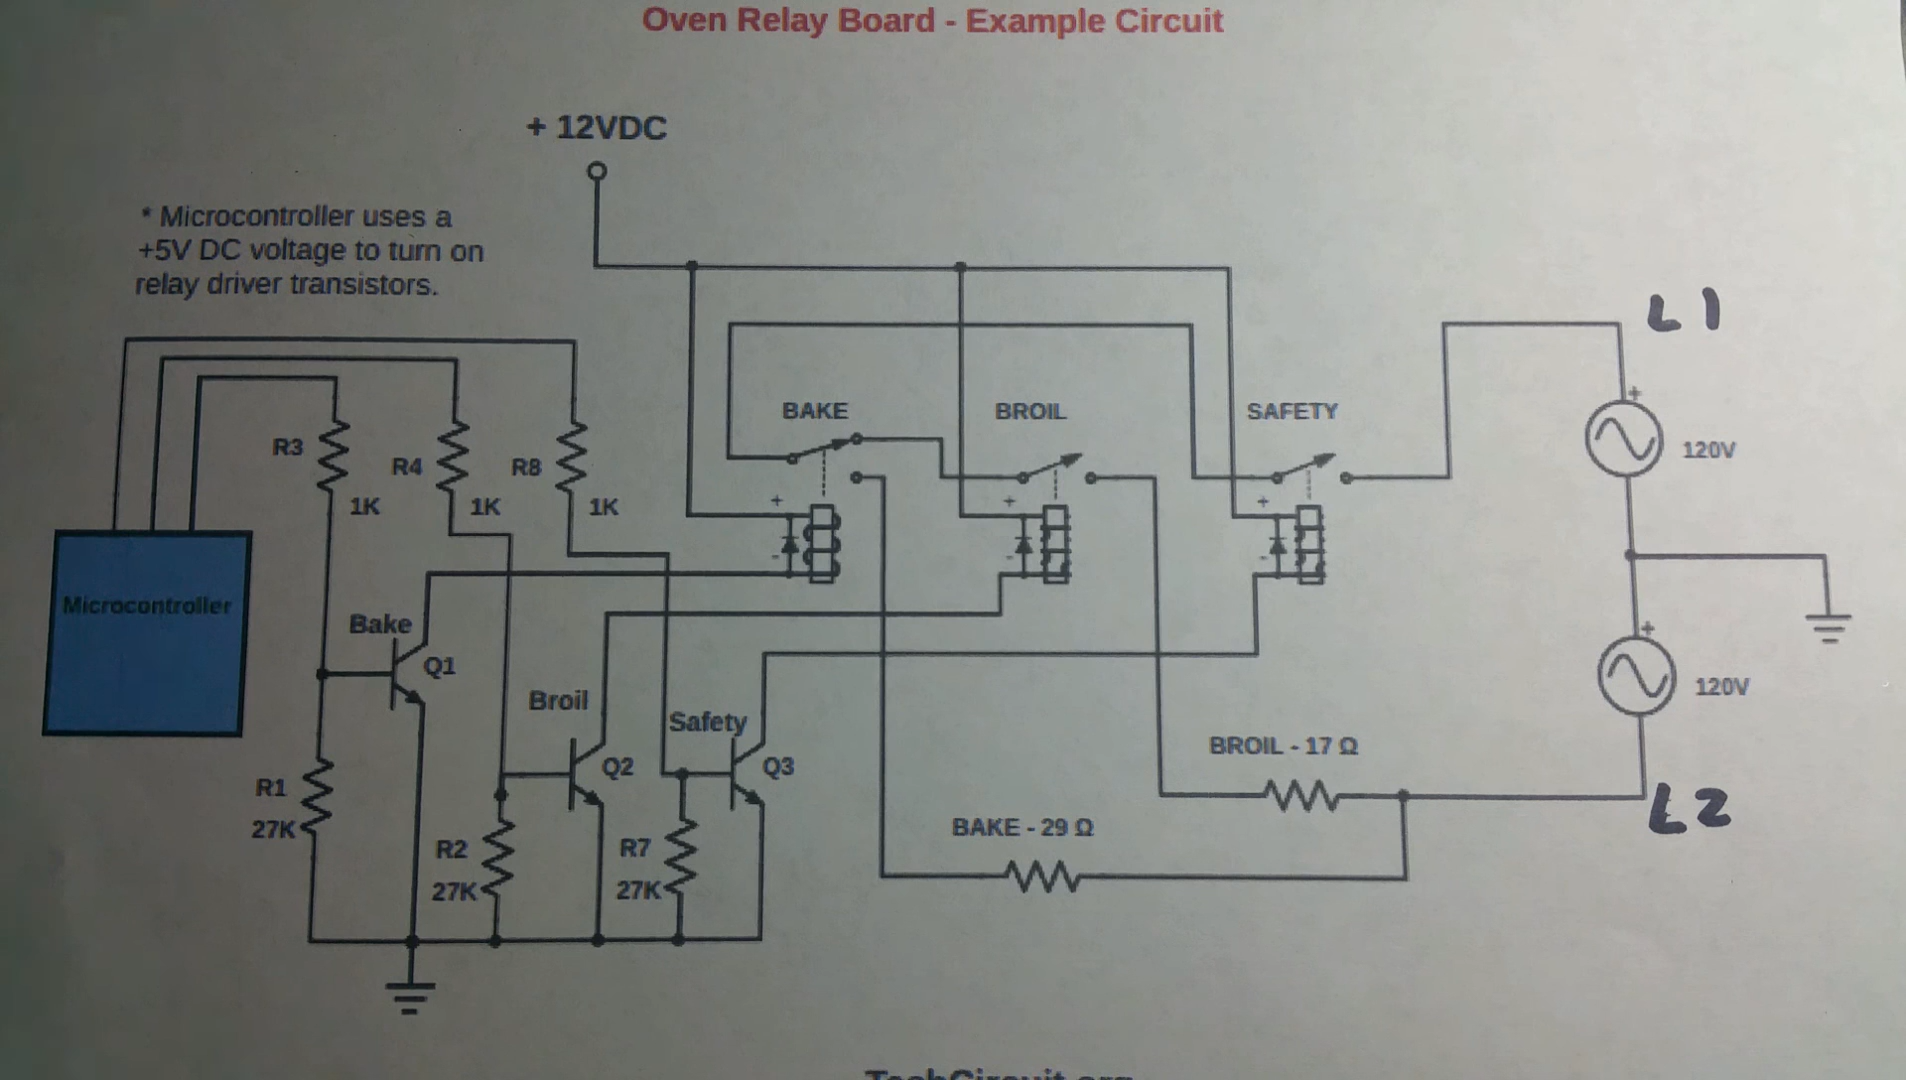 Oven Relay Board - Example Circuit
+ 12VDC
* Microcontroller uses a
+5V DC voltage to turn on
relay driver transistors.
L1
+
120V
BAKE
BROIL
SAFETY
R3
1K
R4
1K
R8
1K
+
-
+
-
+
-
Microcontroller
Bake
Q1
Broil
Q2
Safety
Q3
+
120V
BROIL - 17 Ω
L2
R1
27K
R2
27K
R7
27K
BAKE - 29 Ω
TechCircuit.org